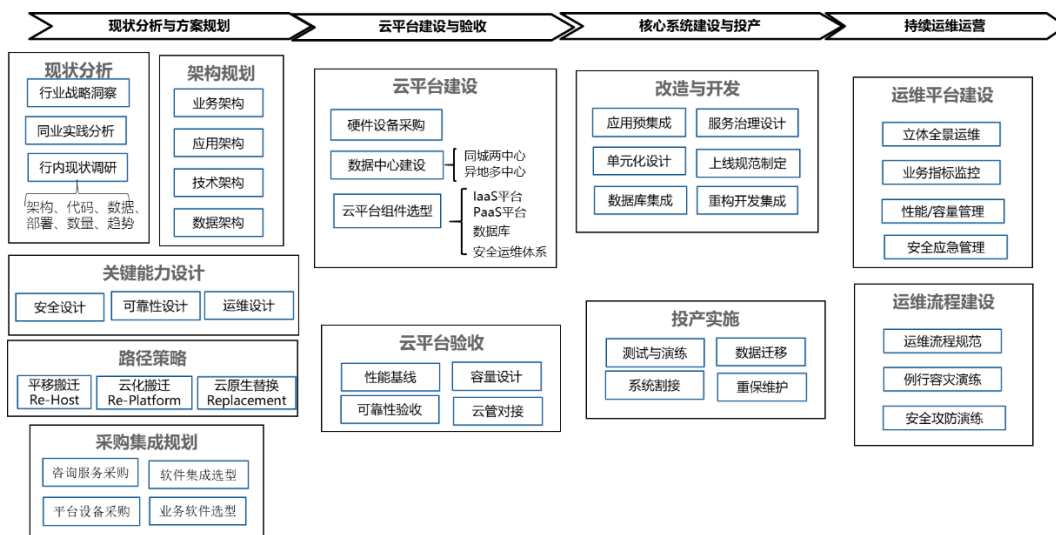 现状分析与方案规划
云平台建设与验收
核心系统建设与投产
持续运维运营
现状分析
行业战略洞察
同业实践分析
行内现状调研
架构、代码、数据、
部署、数量、趋势
架构规划
业务架构
应用架构
技术架构
数据架构
关键能力设计
安全设计
可靠性设计
运维设计
路径策略
平移搬迁
Re-Host
云化搬迁
Re-Platform
云原生替换
Replacement
采购集成规划
咨询服务采购
软件集成选型
平台设备采购
业务软件选型
云平台建设
硬件设备采购
数据中心建设
同城两中心
异地多中心
云平台组件选型
IaaS平台
PaaS平台
数据库
安全运维体系
云平台验收
性能基线
容量设计
可靠性验收
云管对接
改造与开发
应用预集成
服务治理设计
单元化设计
上线规范制定
数据库集成
重构开发集成
投产实施
测试与演练
数据迁移
系统割接
重保维护
运维平台建设
立体全景运维
业务指标监控
性能/容量管理
安全应急管理
运维流程建设
运维流程规范
例行容灾演练
安全攻防演练